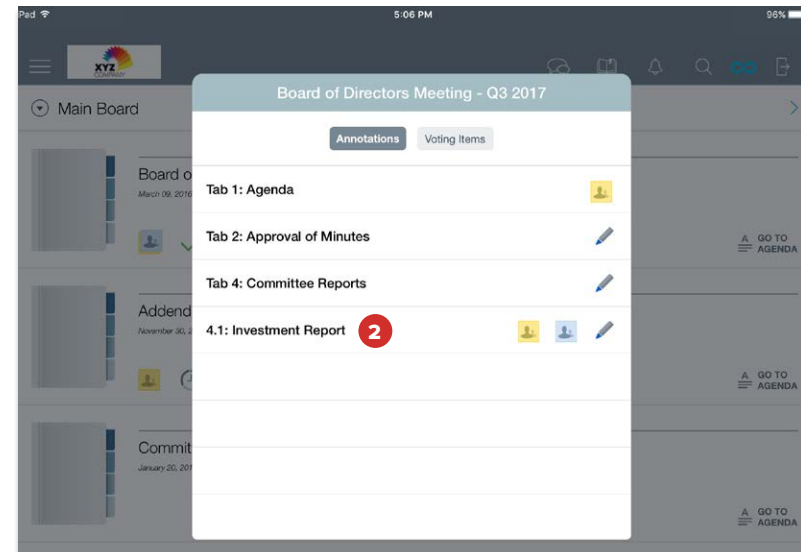 Pad 5:06 PM 96%
XYZ
COMPANY
Main Board
Board of Directors Meeting - Q3 2017
Annotations Voting Items
Tab 1: Agenda
Tab 2: Approval of Minutes
Tab 4: Committee Reports
4.1: Investment Report 2
Board o
March 09, 2016
A GO TO
AGENDA
Addend
November 30, 2
A GO TO
AGENDA
Commit
January 20, 201
A GO TO
AGENDA